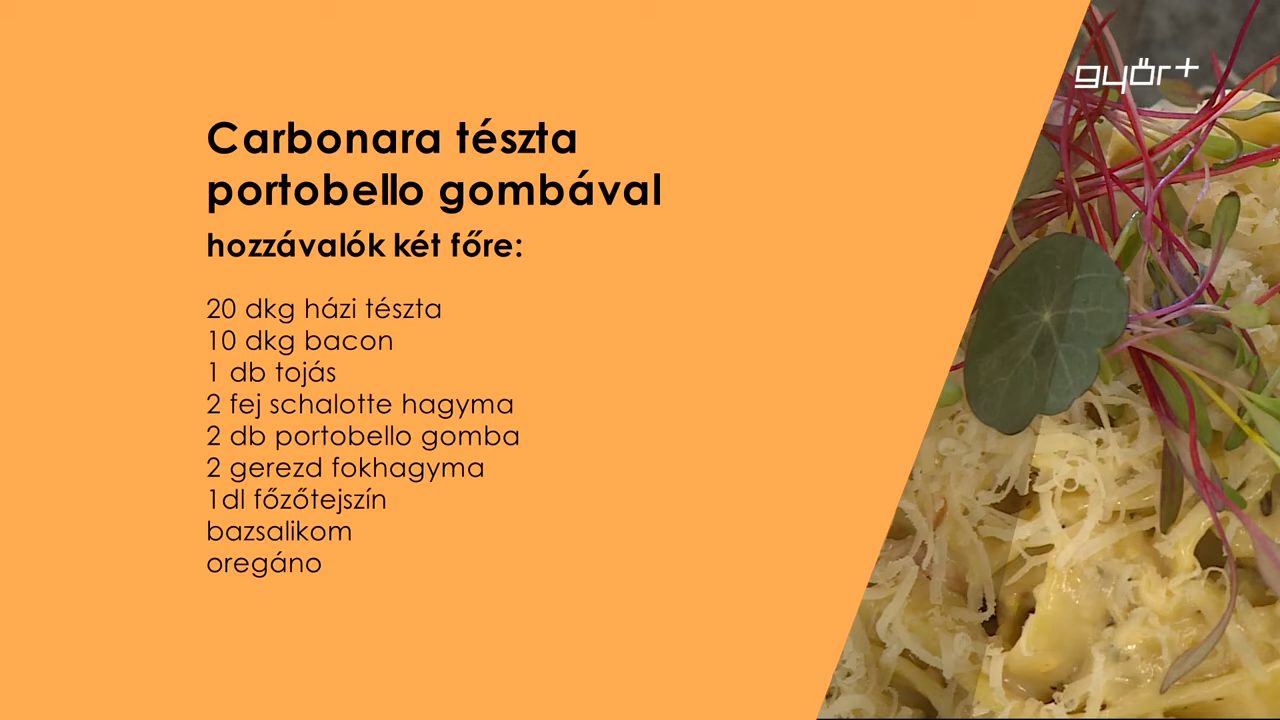 győr+
Carbonara tészta
portobello gombával
hozzávalók két főre:
20 dkg házi tészta
10 dkg bacon
1 db tojás
2 fej schalotte hagyma
2 db portobello gomba
2 gerezd fokhagyma
1dl főzőtejszín
bazsalikom
oregáno